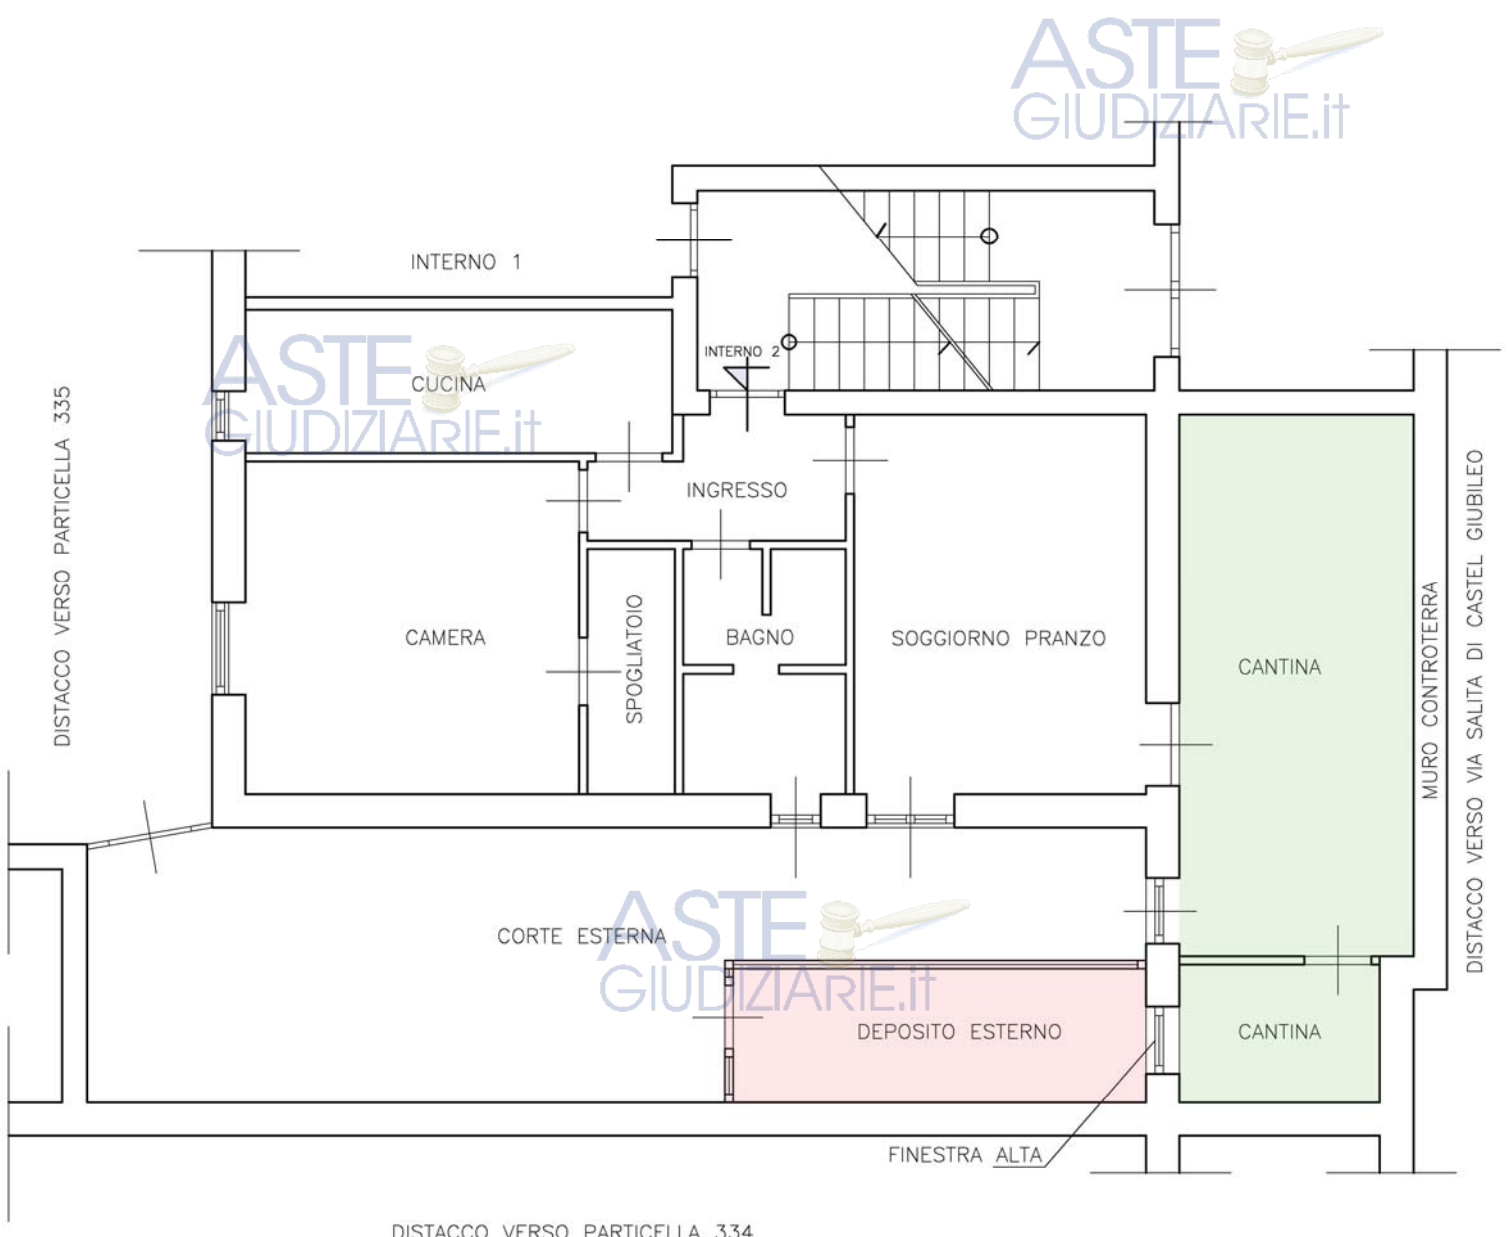 ASTE
GIUDIZIARIE.it
INTERNO 1
INTERNO 2
ASTE
GIUDIZIARIE.it
CUCINA
INGRESSO
CAMERA
SPOGLIATOIO
BAGNO
SOGGIORNO PRANZO
CANTINA
DISTACCO VERSO PARTICELLA 335
MURO CONTROTERRA
DISTACCO VERSO VIA SALITA DI CASTEL GIUBILEO
ASTE
GIUDIZIARIE.it
CORTE ESTERNA
DEPOSITO ESTERNO
CANTINA
FINESTRA ALTA
DISTACCO VERSO PARTICELLA 334